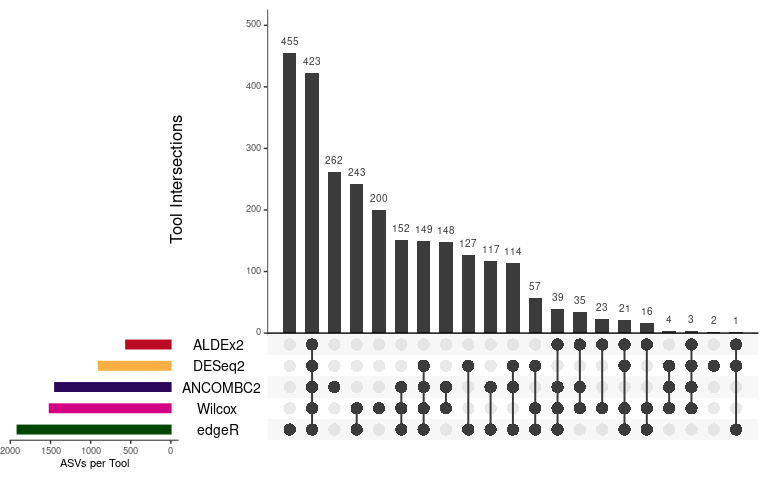 500
455
423
400
300
262
243
200
200
152 149 148
127
117
114
100
57
39
35
23
21
16
4
3
2
1
0
Tool Intersections
ALDEx2
DESeq2
ANCOMBC2
Wilcox
edgeR
2000 1500 1000 500 0
ASVs per Tool